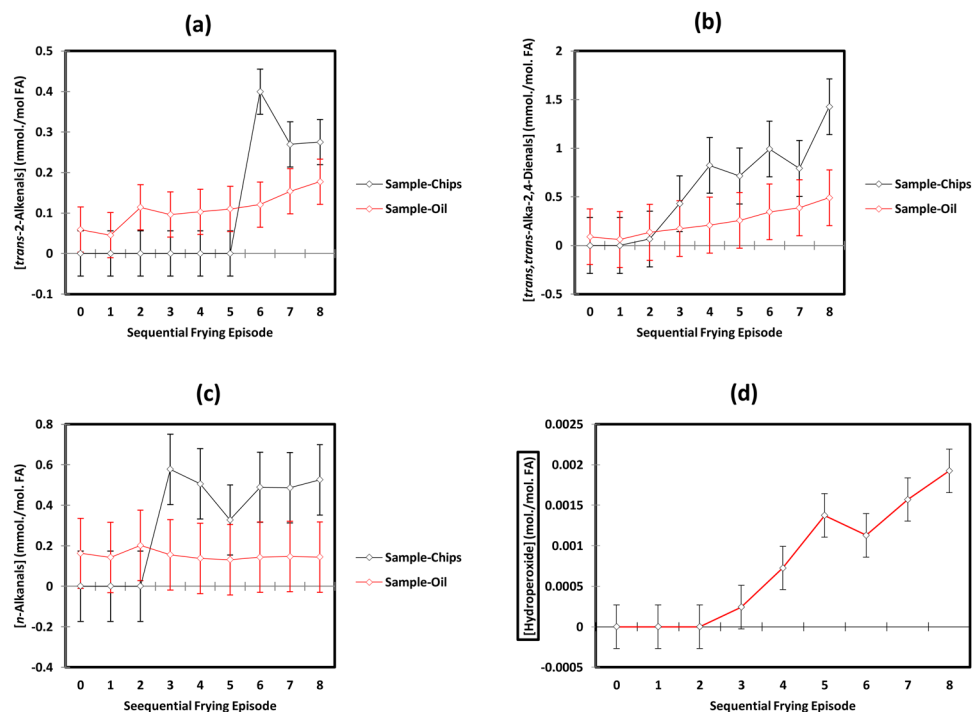 (a)
[trans-2-Alkenals] (mmol./mol FA)
0.5
0.4
0.3
0.2
0.1
0
-0.1
0 1 2 3 4 5 6 7 8
Sequential Frying Episode
Sample-Chips
Sample-Oil
(b)
[trans,trans-Alka-2,4-Dienals] (mmol./mol. FA)
2
1.5
1
0.5
0
-0.5
0 1 2 3 4 5 6 7 8
Sequential Frying Episode
Sample-Chips
Sample-Oil
(c)
[n-Alkanals] (mmol./mol. FA)
0.8
0.6
0.4
0.2
0
-0.2
-0.4
0 1 2 3 4 5 6 7 8
Seequential Frying Episode
Sample-Chips
Sample-Oil
(d)
[Hydroperoxide] (mol./mol. FA)
0.0025
0.002
0.0015
0.001
0.0005
0
-0.0005
0 1 2 3 4 5 6 7 8
Sequential Frying Episode